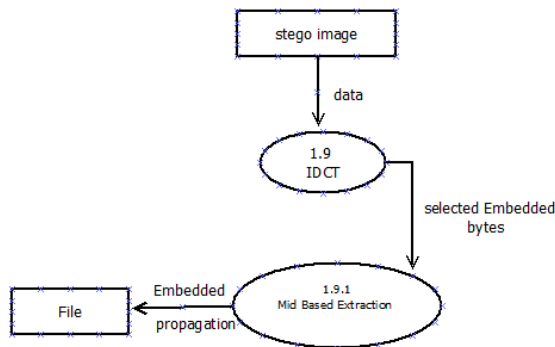 stego image
data
1.9
IDCT
selected Embedded
bytes
1.9.1
Mid Based Extraction
Embedded
propagation
File